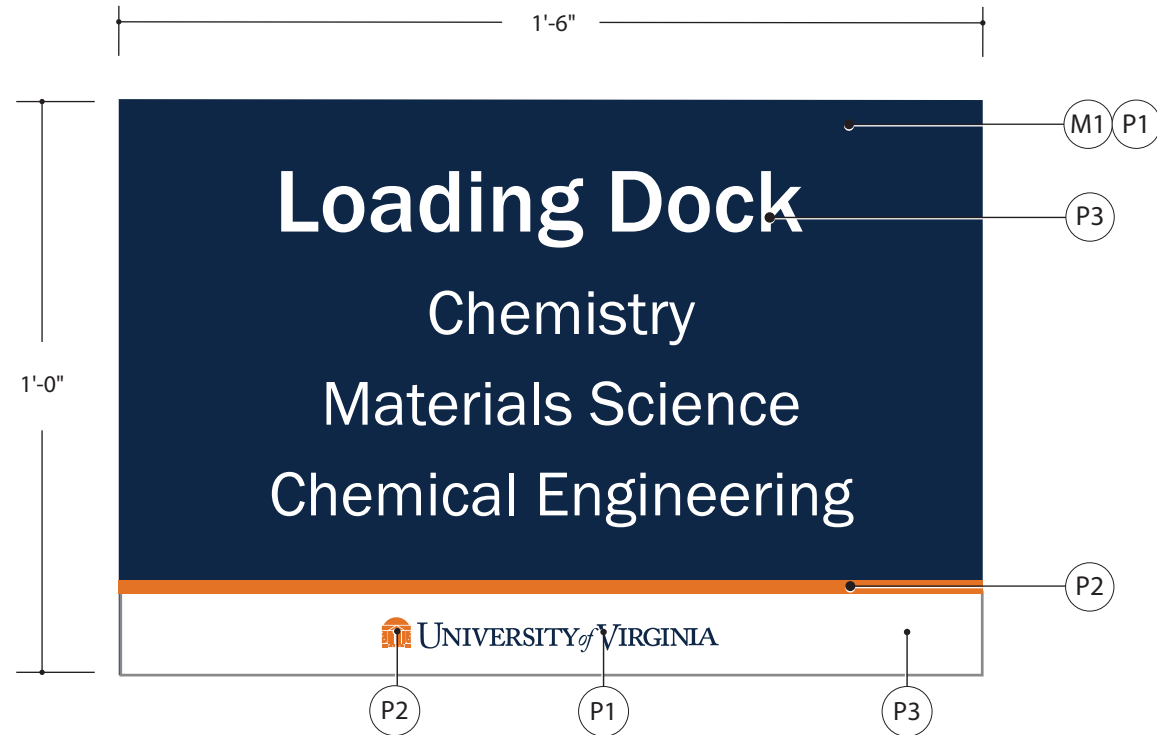 1'-6"
M1 P1
Loading Dock
P3
Chemistry
1'-0"
Materials Science
Chemical Engineering
P2
UNIVERSITY of VIRGINIA
P2 P1 P3